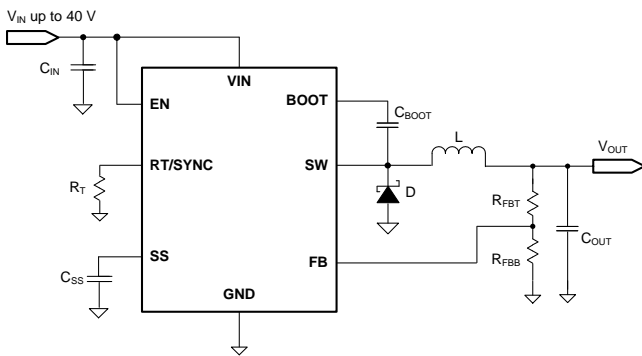 VIN up to 40 V
CIN
VIN
EN
BOOT
CBOOT
L
VOUT
RT/SYNC
SW
RT
D
RFBT
COUT
SS
CSS
FB
RFBB
GND